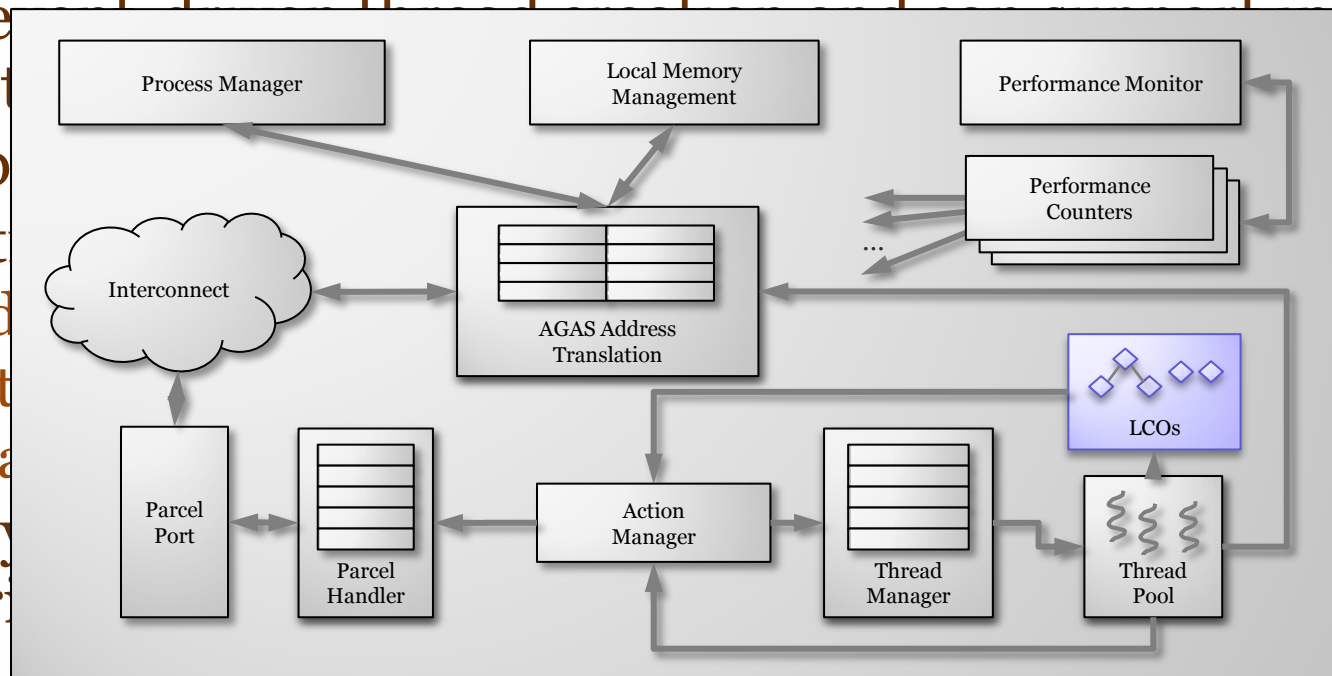 Process Manager
Local Memory
Management
Performance Monitor
Performance
Counters
...
Interconnect
AGAS Address
Translation
LCOs
Parcel
Port
Parcel
Handler
Action
Manager
Thread
Manager
Thread
Pool